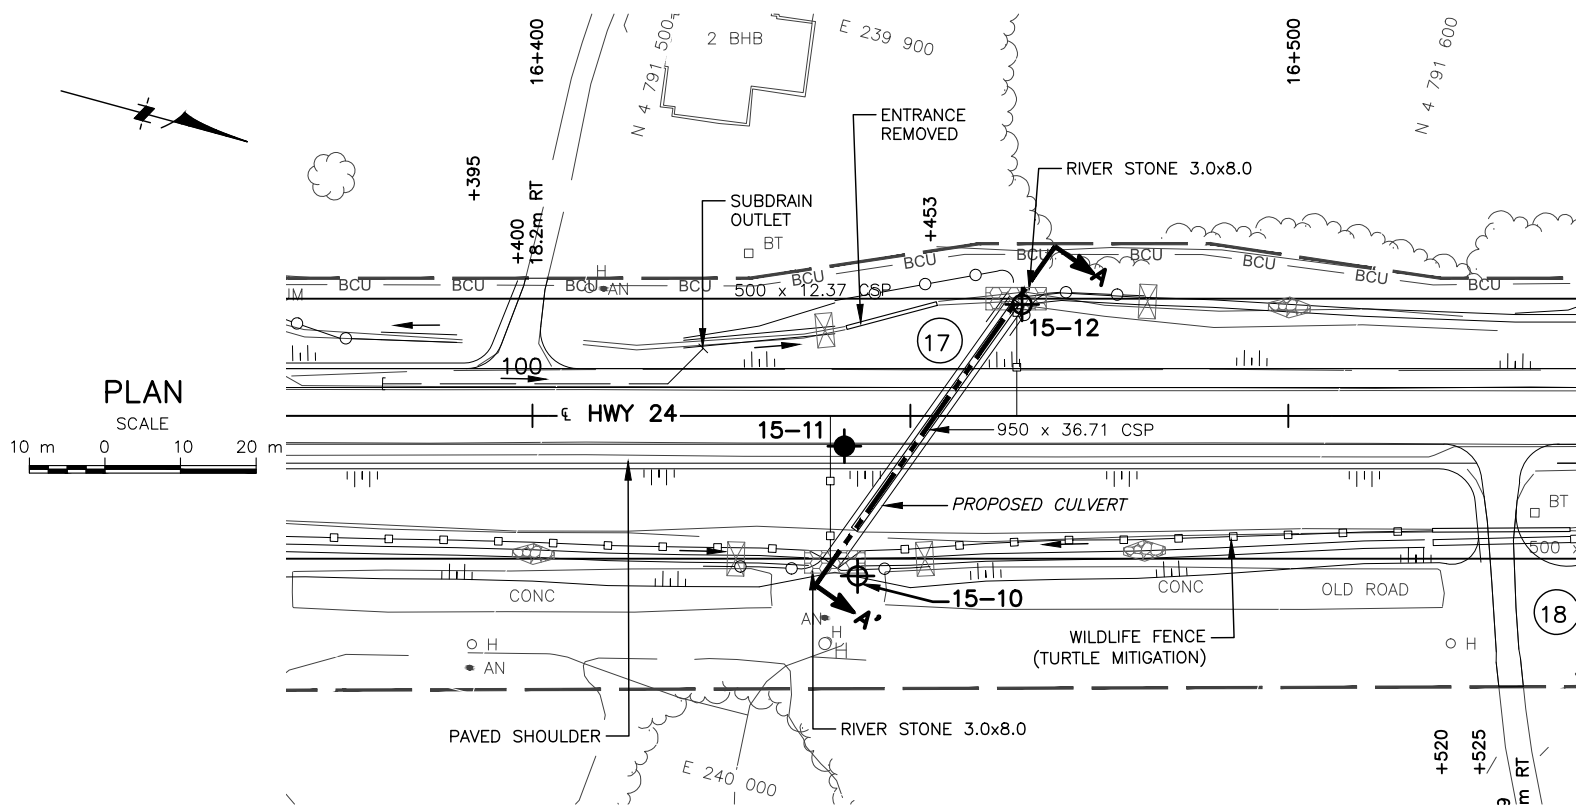 16+400
N 4 791 500
2 BHB
E 239 900
16+500
N 4 791 600
ENTRANCE
REMOVED
+395
RIVER STONE 3.0x8.0
+400
18.2m RT
SUBDRAIN
OUTLET
BT
+453
BCU
BCU
BCU
BCU
BCU
BCU
BCU
BCU
BCU
BCU
H
AN
500 x 12.37 CSP
A
15-12
17
100
PLAN
SCALE
10 m 0 10 20 m
℄ HWY 24
15-11
950 x 36.71 CSP
PROPOSED CULVERT
BT
500 x
CONC
15-10
CONC
OLD ROAD
18
A'
AN
H
H
H
AN
WILDLIFE FENCE
(TURTLE MITIGATION)
H
PAVED SHOULDER
RIVER STONE 3.0x8.0
E 240 000
+520
+525
m RT